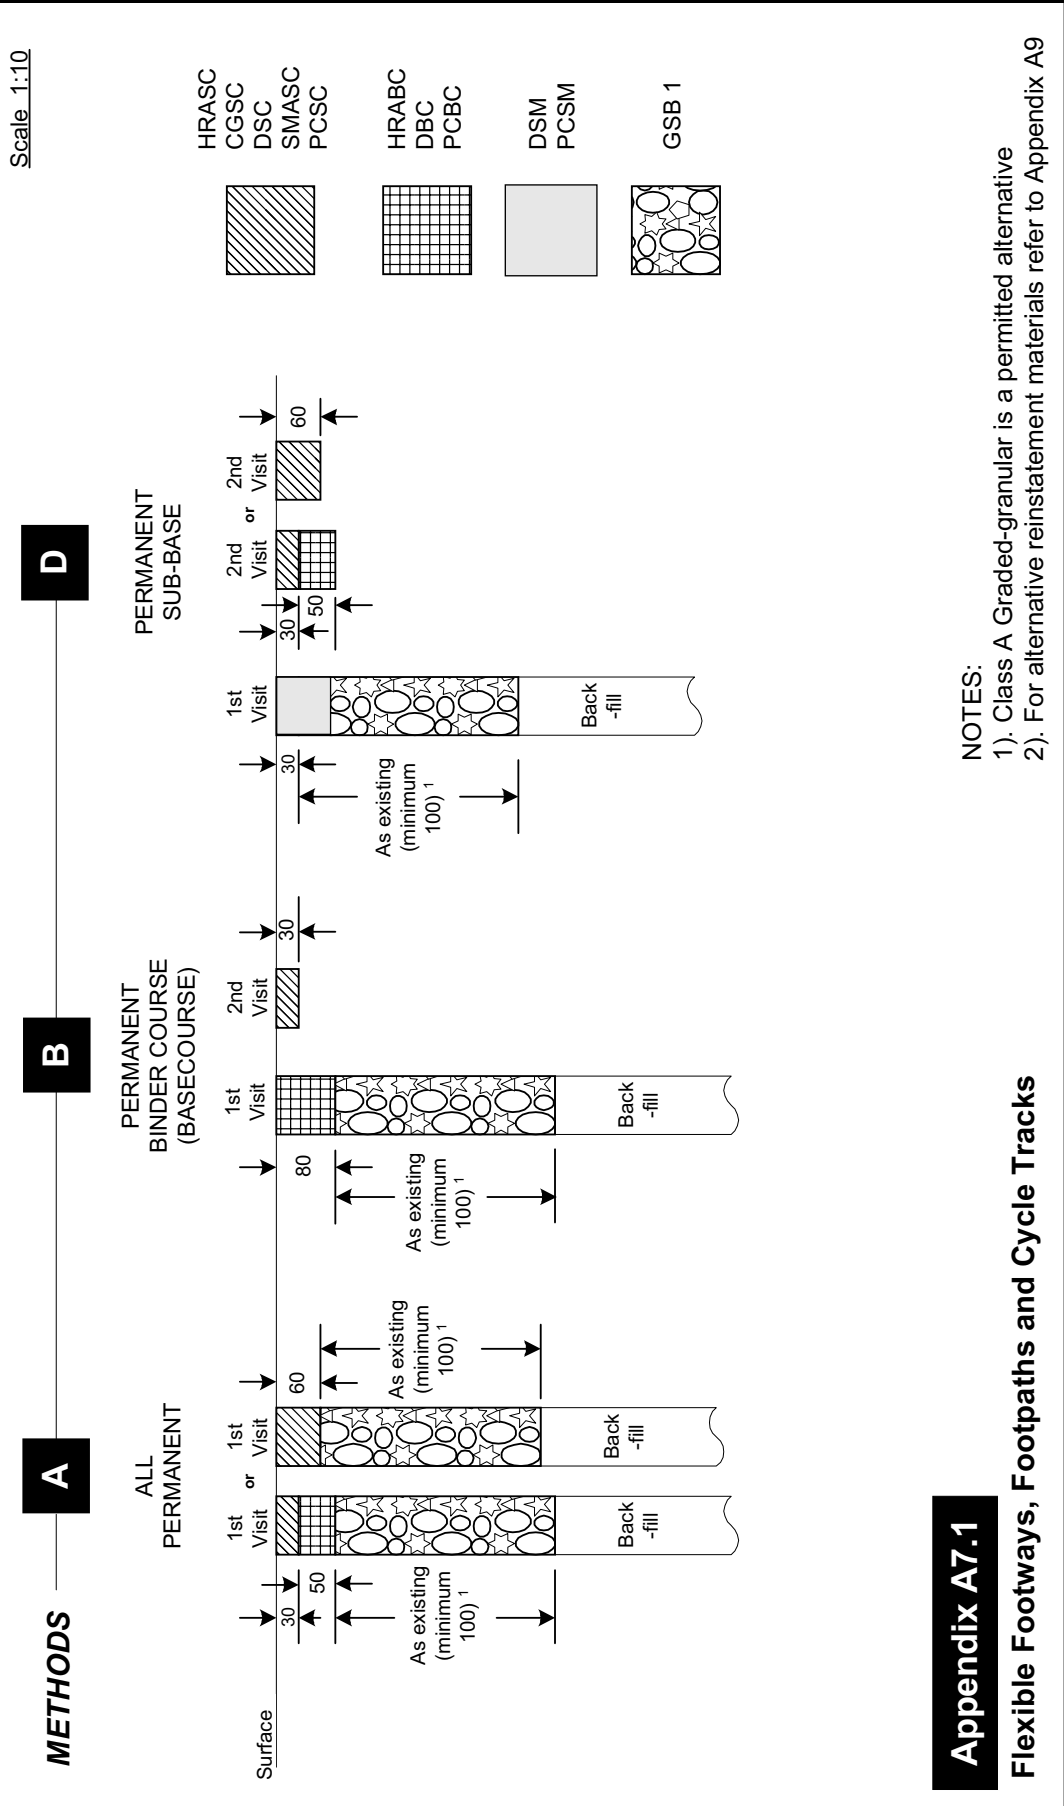 Scale 1:10
METHODS
A
B
D
ALL
PERMANENT
PERMANENT
BINDER COURSE
(BASECOURSE)
PERMANENT
SUB-BASE
Surface
1st
Visit
or
1st
Visit
30
50
As existing
(minimum
100) 1
Back
-fill
60
As existing
(minimum
100) 1
Back
-fill
1st
Visit
2nd
Visit
80
As existing
(minimum
100) 1
30
Back
-fill
1st
Visit
2nd
Visit
or
2nd
Visit
30
As existing
(minimum
100) 1
Back
-fill
30
50
60
HRASC
CGSC
DSC
SMASC
PCSC
HRABC
DBC
PCBC
DSM
PCSM
GSB 1
NOTES:
1). Class A Graded-granular is a permitted alternative
2). For alternative reinstatement materials refer to Appendix A9
Appendix A7.1
Flexible Footways, Footpaths and Cycle Tracks